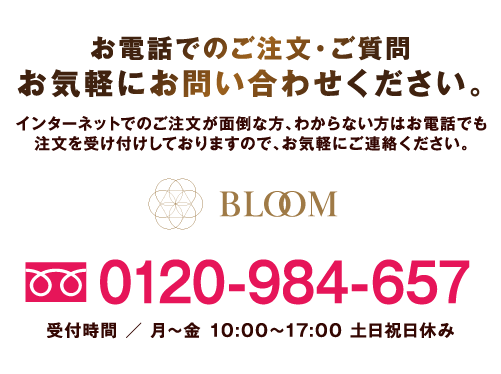 お電話でのご注文・ご質問
お気軽にお問い合わせください。
インターネットでのご注文が面倒な方、わからない方はお電話でも
注文を受け付けしておりますので、お気軽にご連絡ください。
BLOOM
0120-984-657
受付時間 ／ 月〜金 10:00〜17:00 土日祝日休み